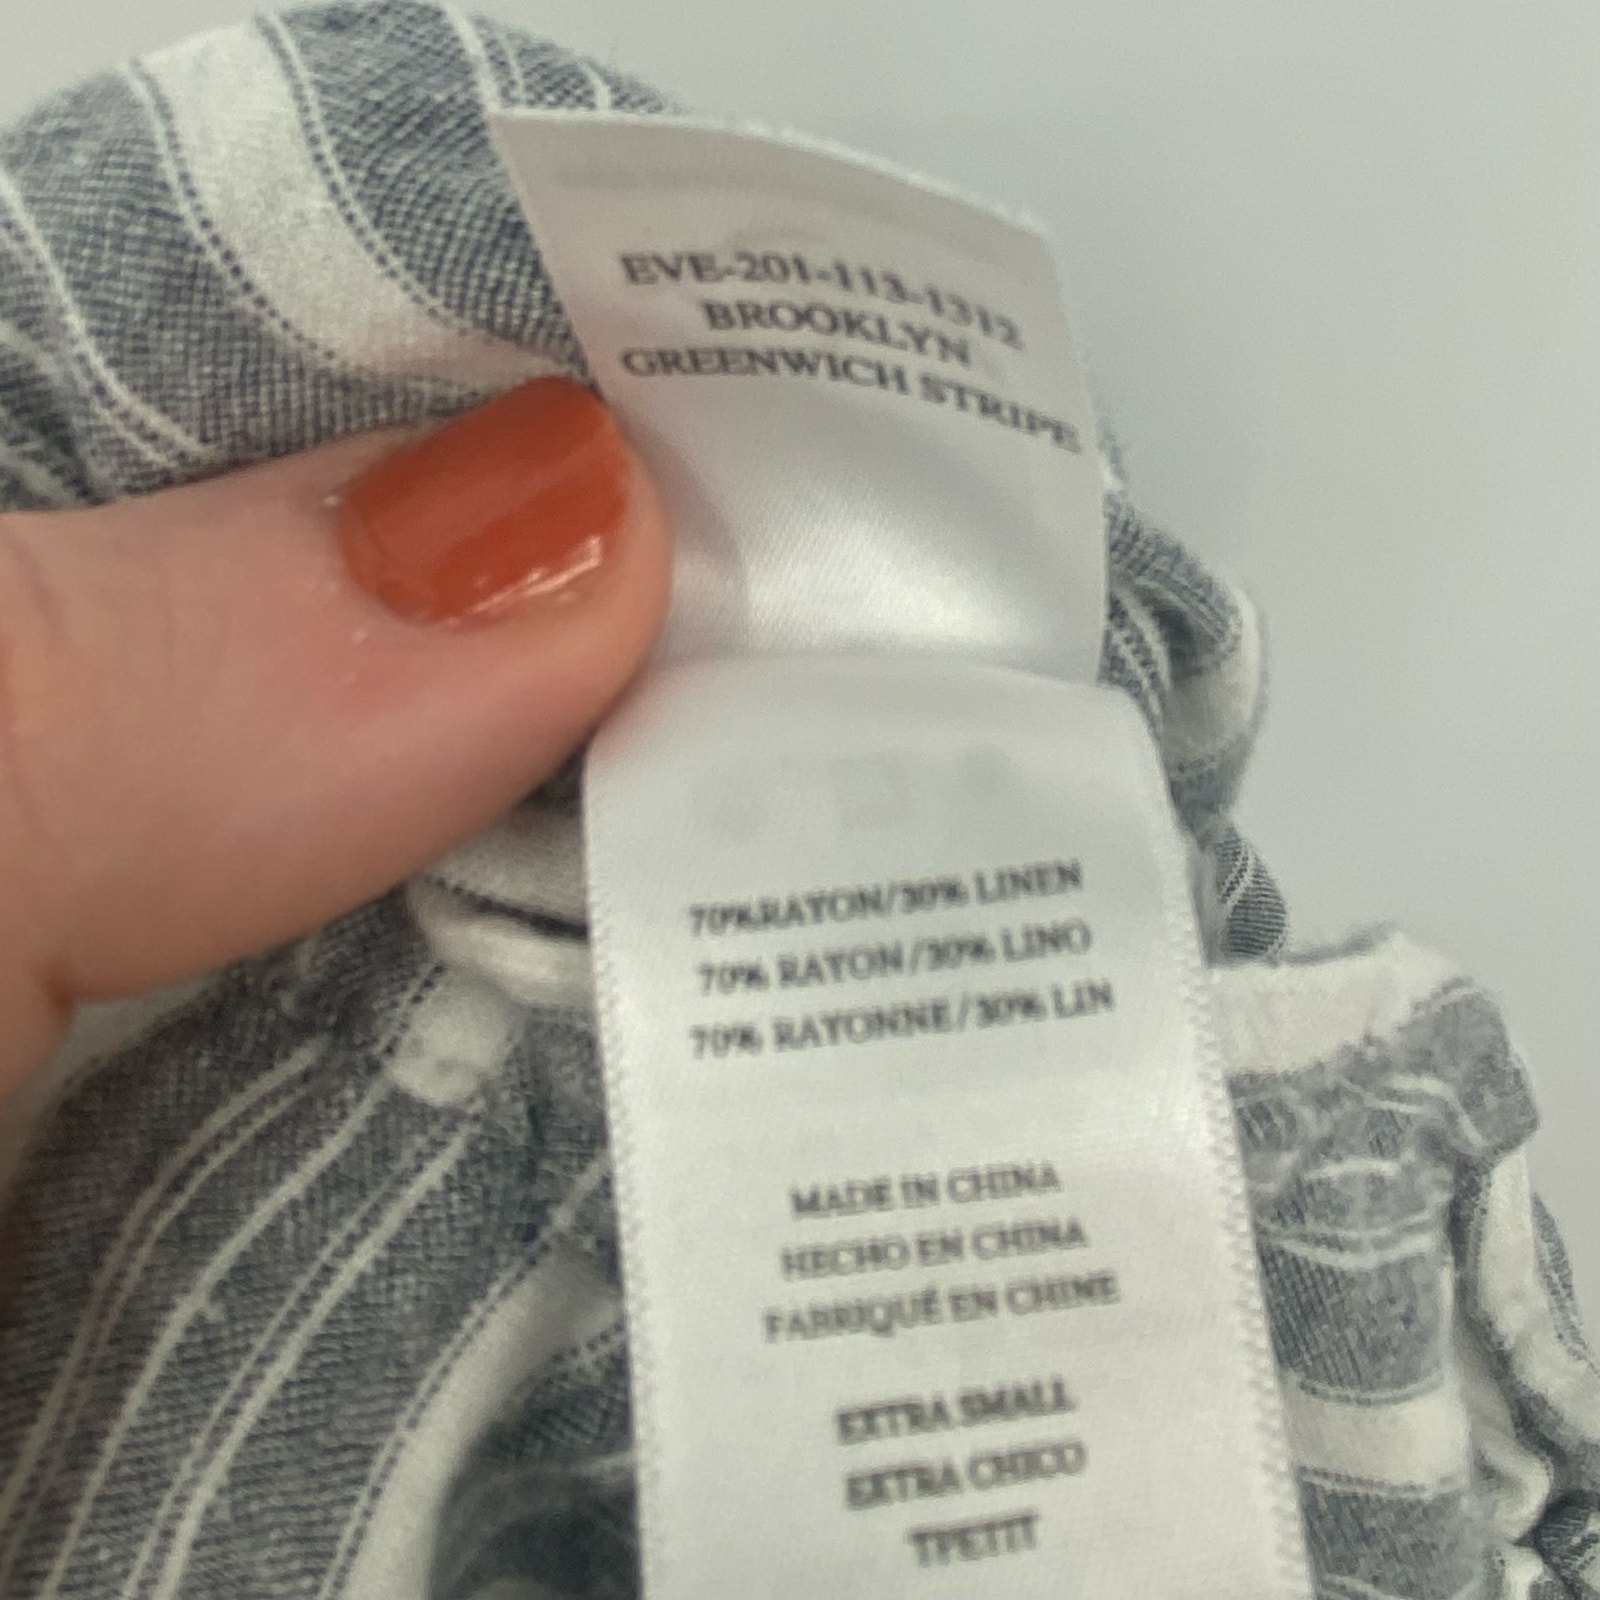 EVE-201-113-1312
BROOKLYN
GREENWICH STRIPE
70%RAYON/30% LINEN
70% RAYON/30% LINO
70% RAYONNE/30% LIN
MADE IN CHINA
HECHO EN CHINA
FABRIQUÉ EN CHINE
EXTRA SMALL
EXTRA CHICO
TPETIT